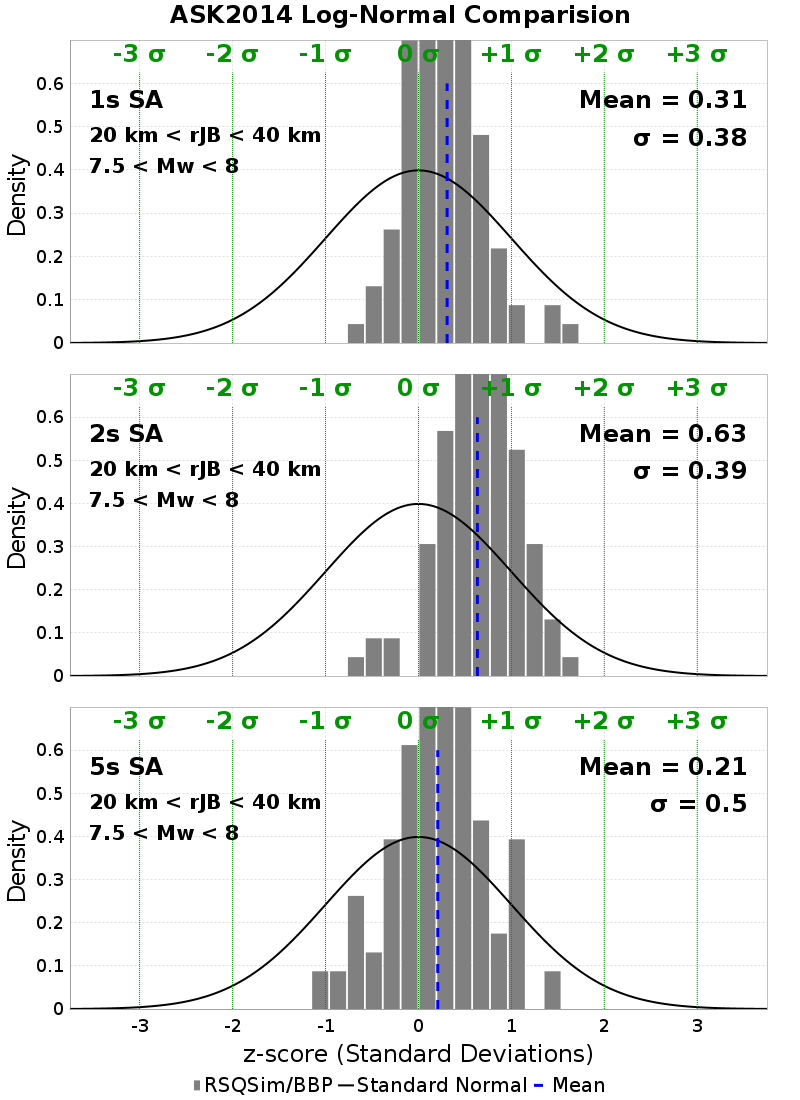 ASK2014 Log-Normal Comparision
-3 σ -2 σ -1 σ 0 σ +1 σ +2 σ +3 σ
1s SA
20 km < rJB < 40 km
7.5 < Mw < 8
Mean = 0.31
σ = 0.38
Density
0.6
0.5
0.4
0.3
0.2
0.1
0
-3 σ -2 σ -1 σ 0 σ +1 σ +2 σ +3 σ
2s SA
20 km < rJB < 40 km
7.5 < Mw < 8
Mean = 0.63
σ = 0.39
Density
0.6
0.5
0.4
0.3
0.2
0.1
0
-3 σ -2 σ -1 σ 0 σ +1 σ +2 σ +3 σ
5s SA
20 km < rJB < 40 km
7.5 < Mw < 8
Mean = 0.21
σ = 0.5
Density
0.6
0.5
0.4
0.3
0.2
0.1
0
-3 -2 -1 0 1 2 3
z-score (Standard Deviations)
RSQSim/BBP Standard Normal Mean